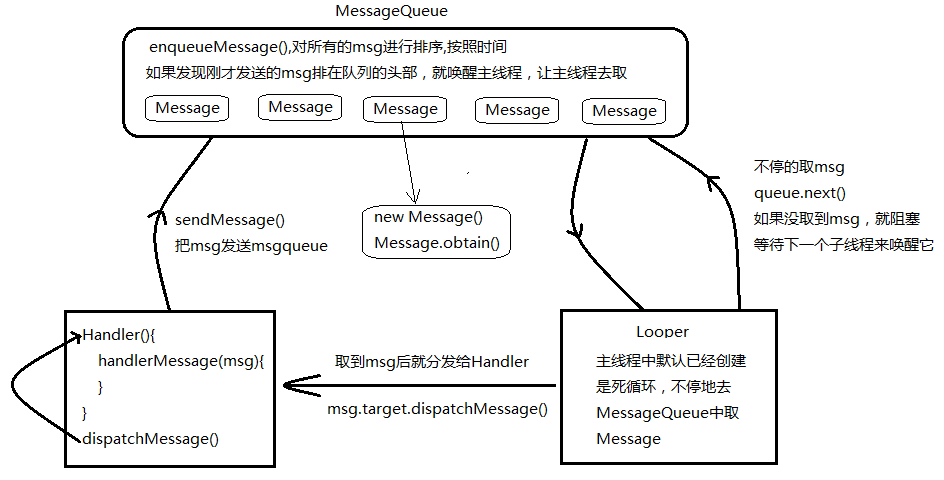 MessageQueue
enqueueMessage(),对所有的msg进行排序,按照时间
如果发现刚才发送的msg排在队列的头部，就唤醒主线程，让主线程去取
Message
Message
Message
Message
Message
sendMessage()
把msg发送msgqueue
new Message()
Message.obtain()
不停的取msg
queue.next()
如果没取到msg，就阻塞
等待下一个子线程来唤醒它
Handler(){
handlerMessage(msg){
}
}
dispatchMessage()
取到msg后就分发给Handler
msg.target.dispatchMessage()
Looper
主线程中默认已经创建
是死循环，不停地去
MessageQueue中取
Message